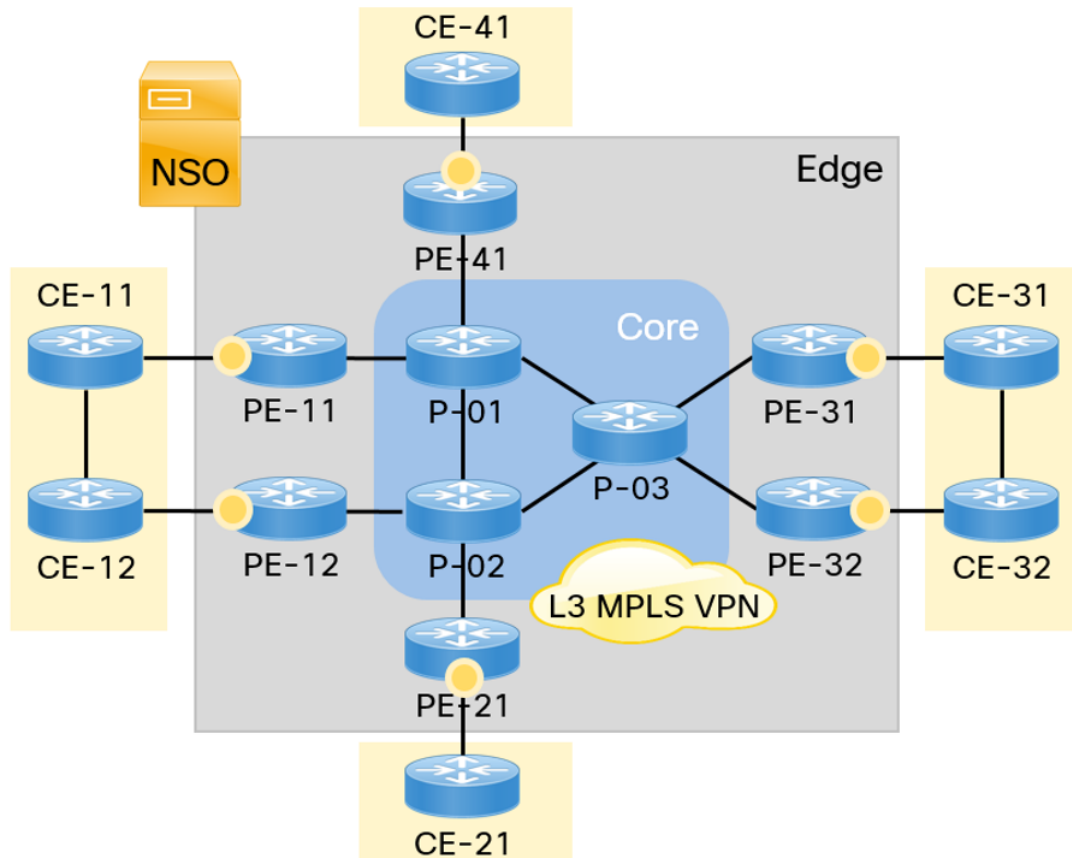 CE-41
NSO
Edge
PE-41
CE-11
Core
CE-31
PE-11
P-01
PE-31
P-03
CE-12
PE-12
P-02
PE-32
CE-32
L3 MPLS VPN
PE-21
CE-21